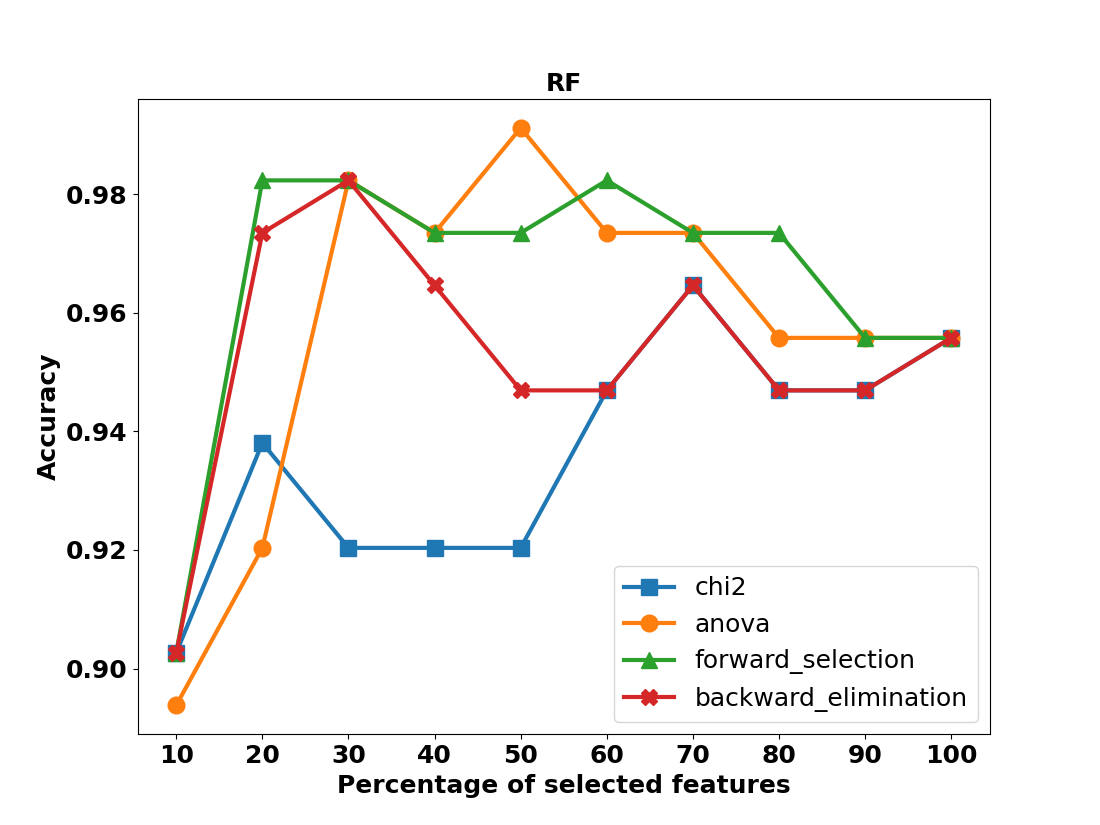 RF
Accuracy
0.98
0.96
0.94
0.92
0.90
chi2
anova
forward_selection
backward_elimination
10 20 30 40 50 60 70 80 90 100
Percentage of selected features